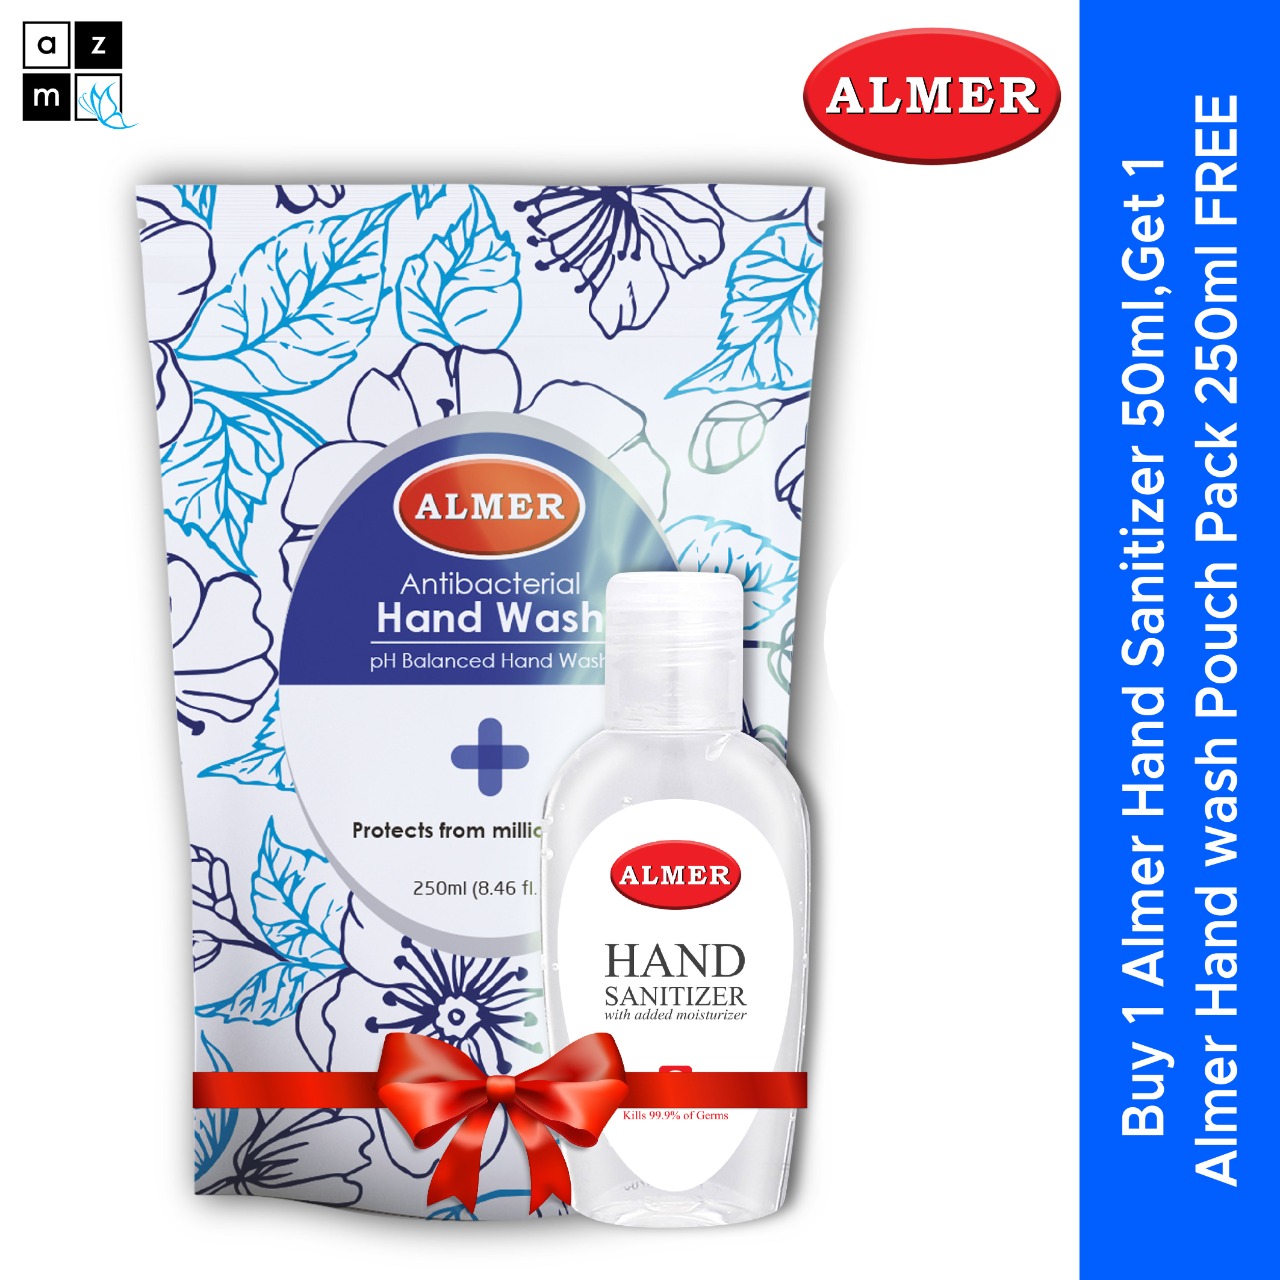 a z
m
ALMER
ALMER
Antibacterial
Hand Wash
pH Balanced Hand Wash
Protects from
250ml (8.46 fl.
ALMER
HAND
SANITIZER
with added moisturizer
Kills 99.9% of Germs
Buy 1 Almer Hand Sanitizer 50ml,Get 1
Almer Hand wash Pouch Pack 250ml FREE